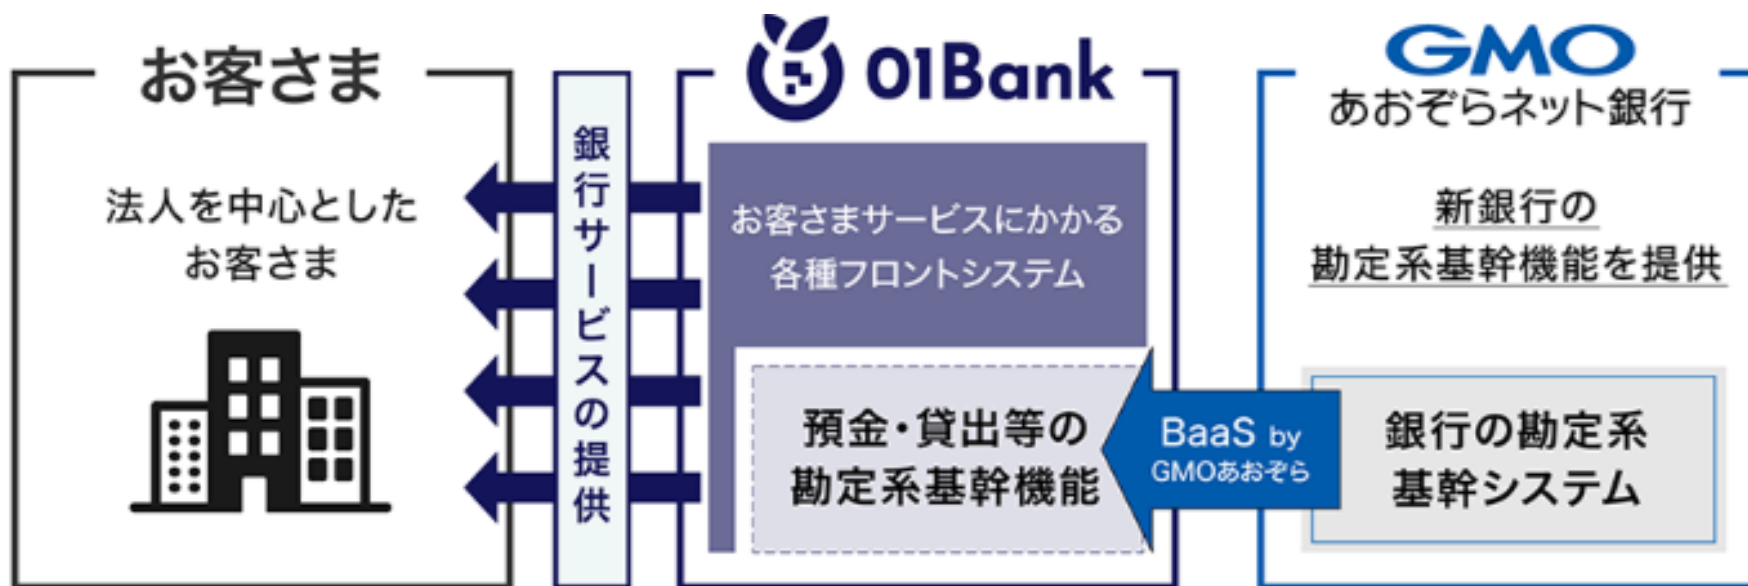 お客さま
法人を中心とした
お客さま
銀行サービスの提供
01Bank
お客さまサービスにかかる
各種フロントシステム
預金・貸出等の
勘定系基幹機能
BaaS by
GMOあおぞら
GMO
あおぞらネット銀行
新銀行の
勘定系基幹機能を提供
銀行の勘定系
基幹システム